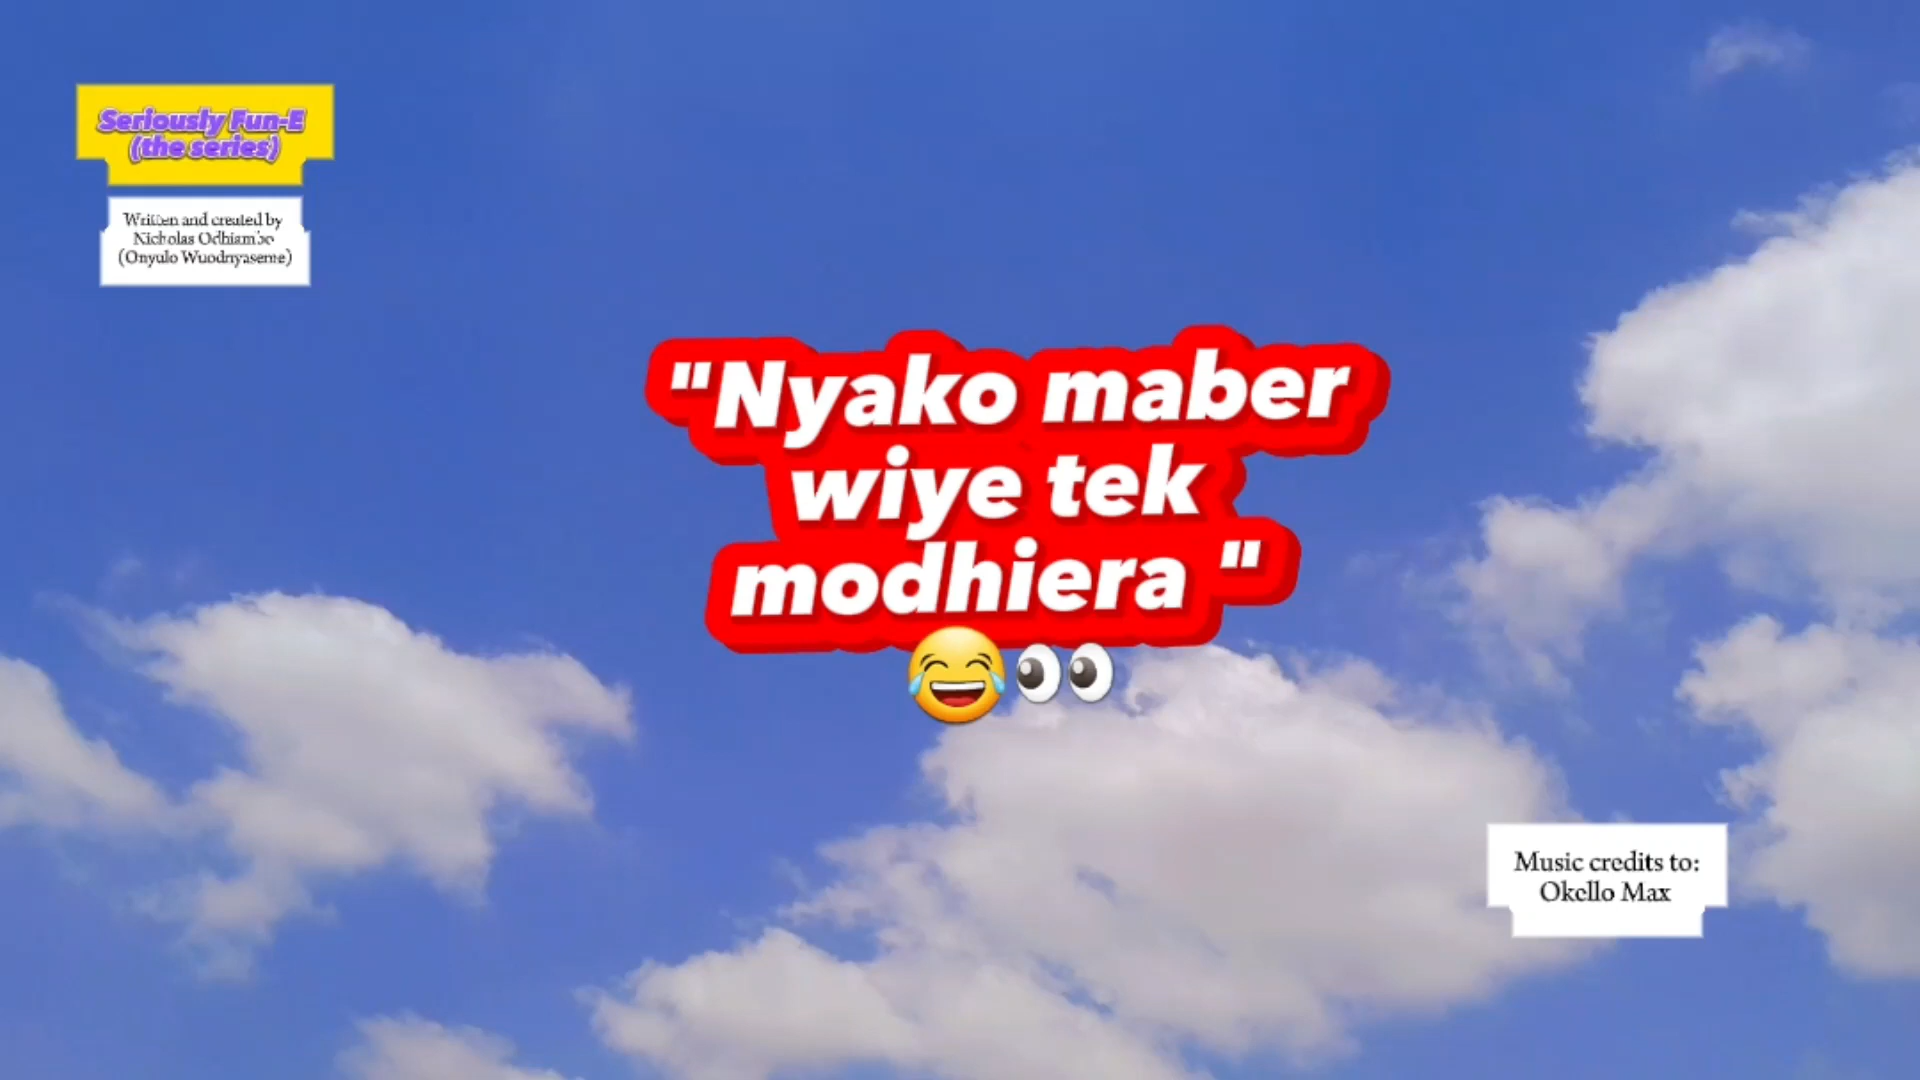 Seriously Fun-E
(the series)
Written and created by
Nicholas Odhiambo
(Onyulo Wuodnyaseme)
"Nyako maber
wiye tek
modhiera "
Music credits to:
Okello Max